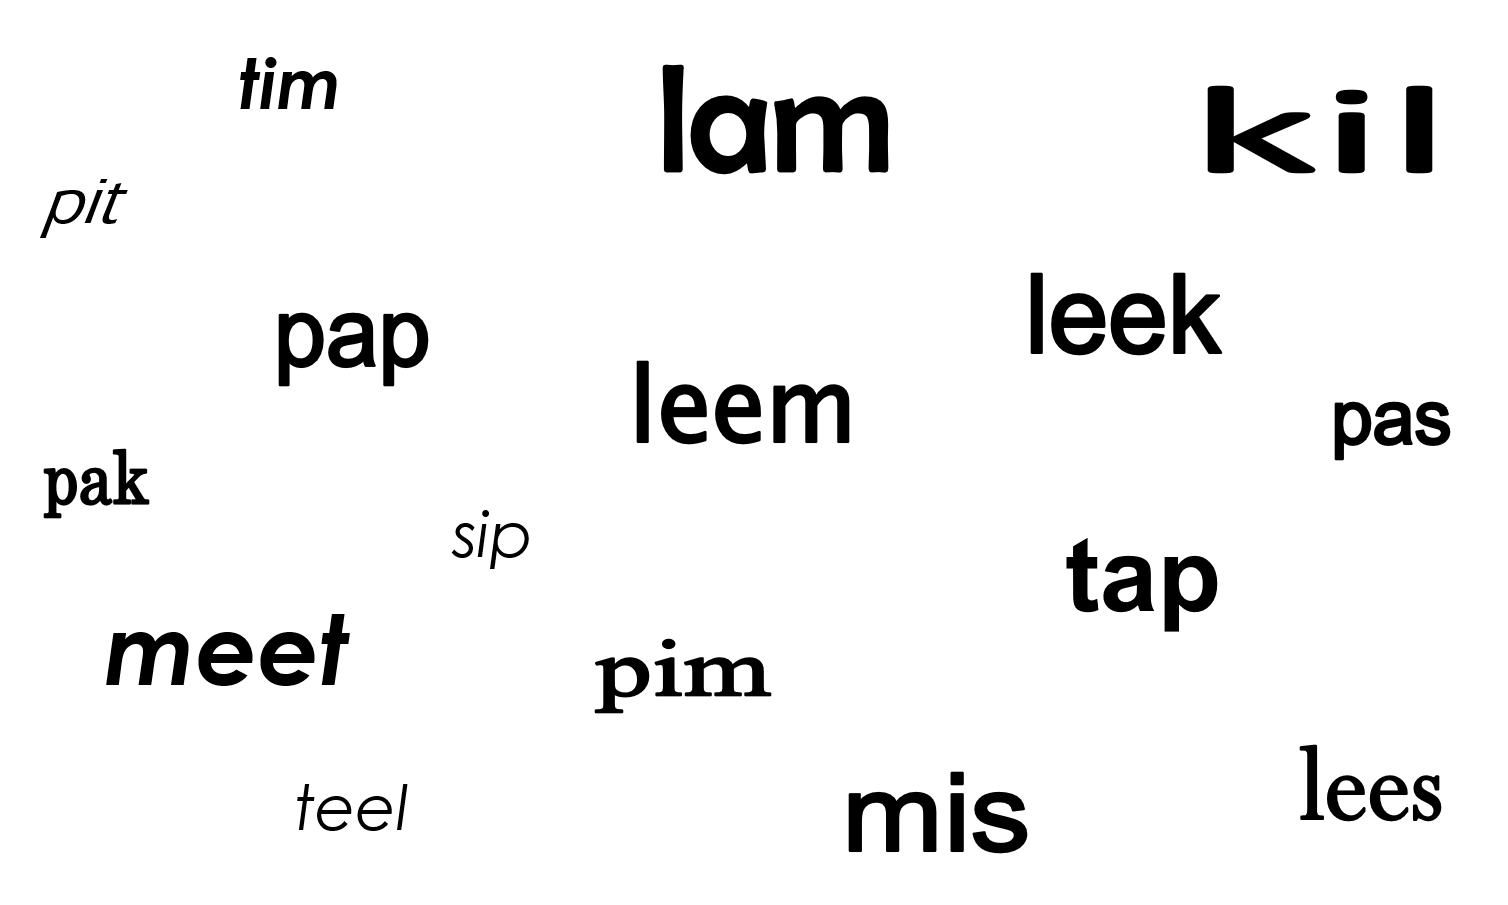 tim
lam
kil
pit
leek
pap
leem
pas
pak
sip
tap
meet
pim
lees
teel
mis